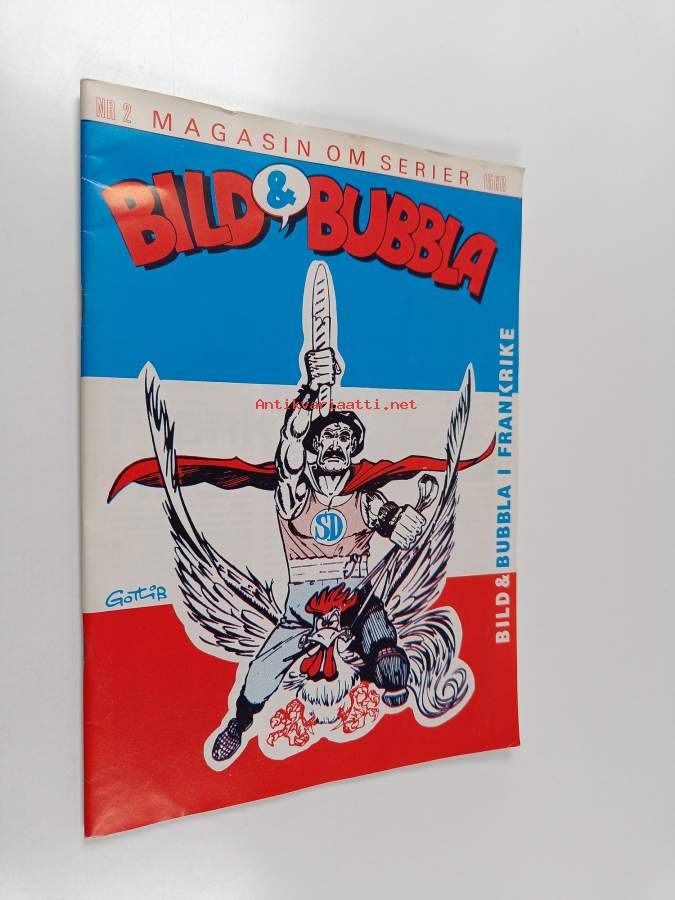 NR 2 MAGASIN OM SERIER
BILD & BUBBLA
Antikvariaatti.net
SD
GOTLIB
BILD & BUBBLA I FRANKRIKE